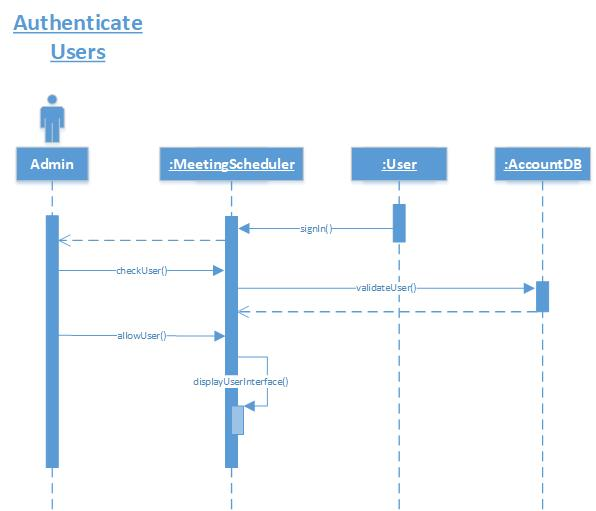 Authenticate
Users
Admin
:MeetingScheduler
:User
:AccountDB
signIn()
checkUser()
validateUser()
allowUser()
displayUserInterface()